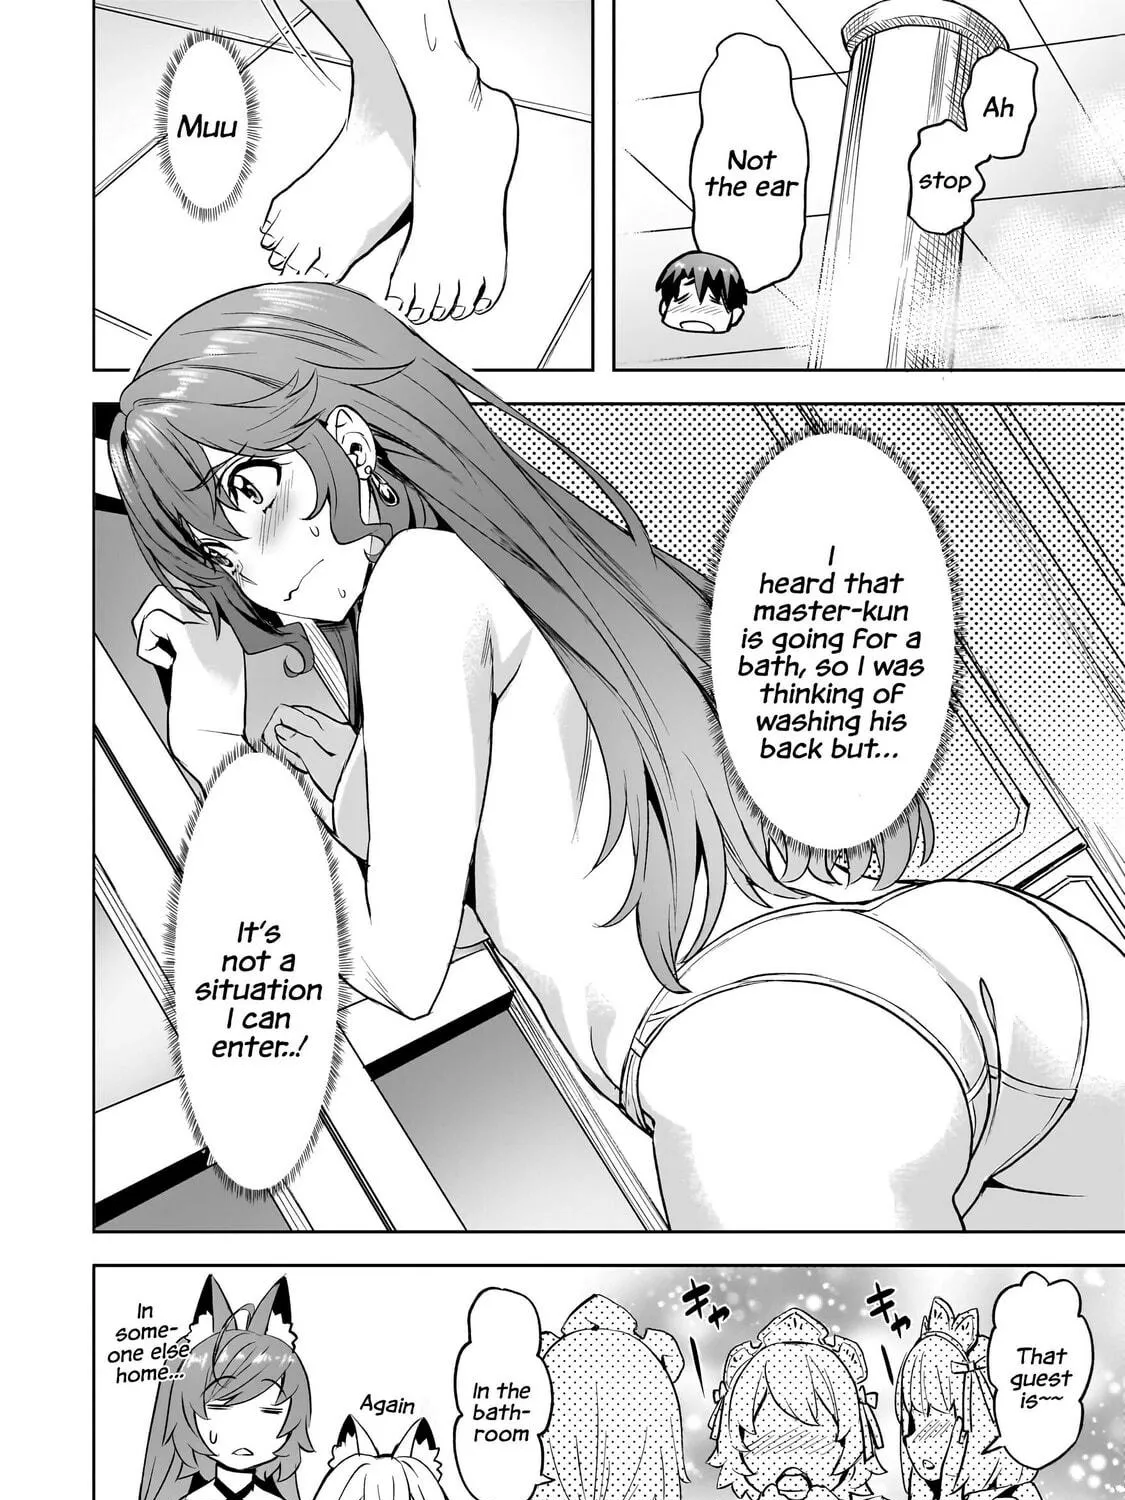 Ah
stop
Not
the ear
Muu
I
heard that
master-kun
is going for a
bath, so I was
thinking of
washing his
back but...
It's
not a
situation
I can
enter..!
That
guest
is~~
キャ
キャ
In the
bath-
room
Again
In
some-
one else
home...